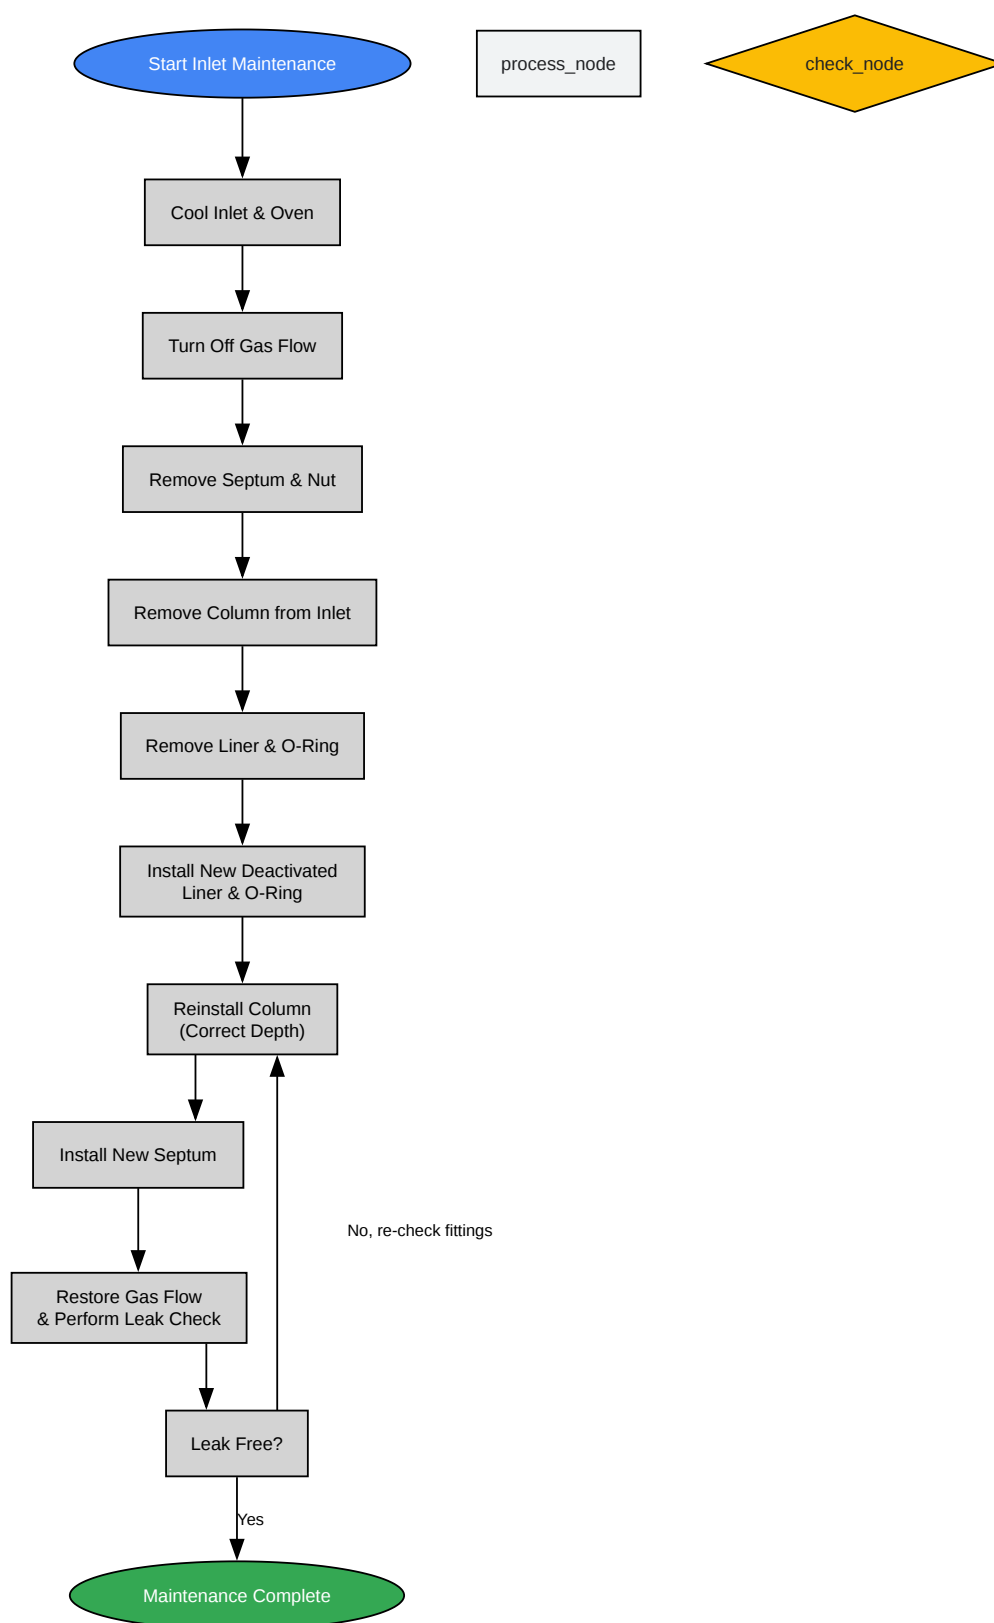 Start Inlet Maintenance
process_node
check_node
Cool Inlet & Oven
Turn Off Gas Flow
Remove Septum & Nut
Remove Column from Inlet
Remove Liner & O-Ring
Install New Deactivated
Liner & O-Ring
Reinstall Column
(Correct Depth)
Install New Septum
No, re-check fittings
Restore Gas Flow
& Perform Leak Check
Leak Free?
Yes
Maintenance Complete